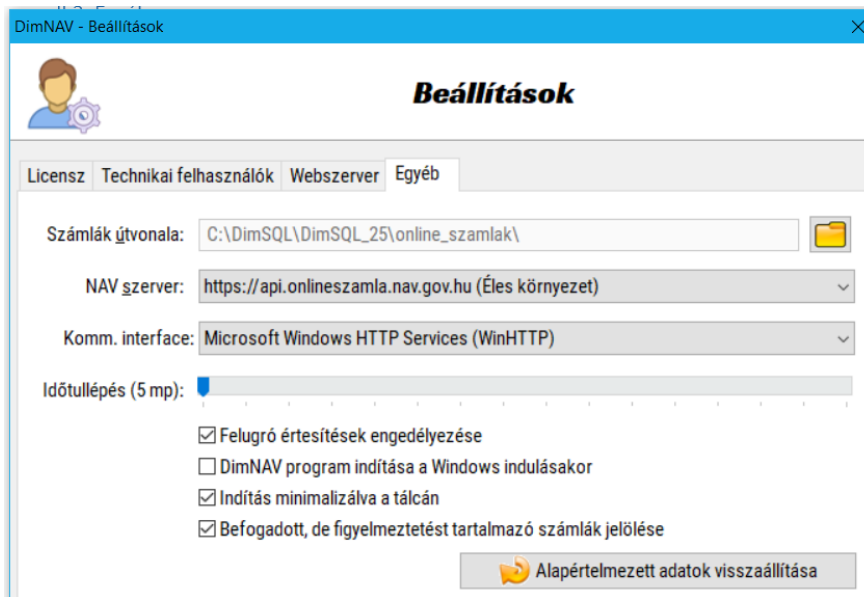 DimNAV - Beállítások
Beállítások
Licensz Technikai felhasználók Webszerver Egyéb
Számlák útvonala: C:\DimSQL\DimSQL_25\online_szamlak\
NAV szerver: https://api.onlineszamla.nav.gov.hu (Éles környezet)
Komm. interface: Microsoft Windows HTTP Services (WinHTTP)
Időtúllépés (5 mp):
Felugró értesítések engedélyezése
DimNAV program indítása a Windows indulásakor
Indítás minimalizálva a tálcán
Befogadott, de figyelmeztetést tartalmazó számlák jelölése
Alapértelmezett adatok visszaállítása